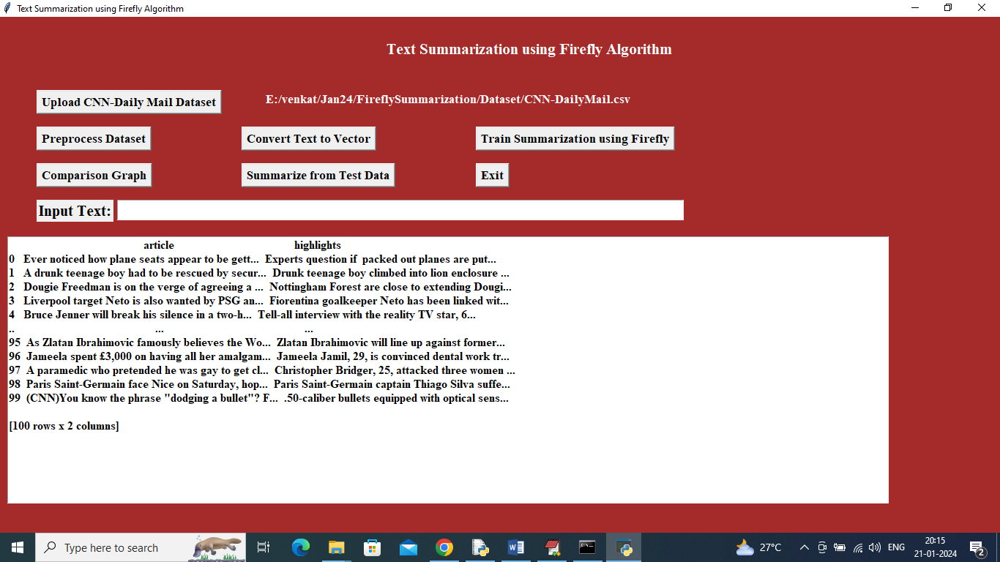 Text Summarization using Firefly Algorithm
Text Summarization using Firefly Algorithm
Upload CNN-Daily Mail Dataset E:/venkat/Jan24/FireflySummarization/Dataset/CNN-DailyMail.csv
Preprocess Dataset Convert Text to Vector Train Summarization using Firefly
Comparison Graph Summarize from Test Data Exit
Input Text:
article highlights
0 Ever noticed how plane seats appear to be gett... Experts question if packed out planes are put...
1 A drunk teenage boy had to be rescued by secur... Drunk teenage boy climbed into lion enclosure ...
2 Dougie Freedman is on the verge of agreeing a ... Nottingham Forest are close to extending Dougi...
3 Liverpool target Neto is also wanted by PSG an... Fiorentina goalkeeper Neto has been linked wit...
4 Bruce Jenner will break his silence in a two-h... Tell-all interview with the reality TV star, 6...
.. ... ...
95 As Zlatan Ibrahimovic famously believes the Wo... Zlatan Ibrahimovic will line up against former...
96 Jameela spent £3,000 on having all her amalgam... Jameela Jamil, 29, is convinced dental work tr...
97 A paramedic who pretended he was gay to get cl... Christopher Bridger, 25, attacked three women ...
98 Paris Saint-Germain face Nice on Saturday, hop... Paris Saint-Germain captain Thiago Silva suffe...
99 (CNN)You know the phrase "dodging a bullet"? F... .50-caliber bullets equipped with optical sens...
[100 rows x 2 columns]
Type here to search 27°C ENG 20:15
21-01-2024 2